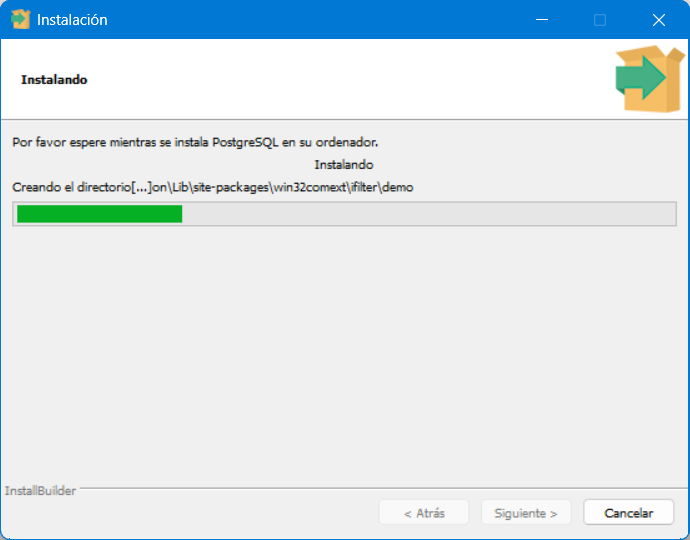 Instalación
Instalando
Por favor espere mientras se instala PostgreSQL en su ordenador.
Instalando
Creando el directorio[...]on\Lib\site-packages\win32comext\ifilter\demo
InstallBuilder
< Atrás
Siguiente >
Cancelar